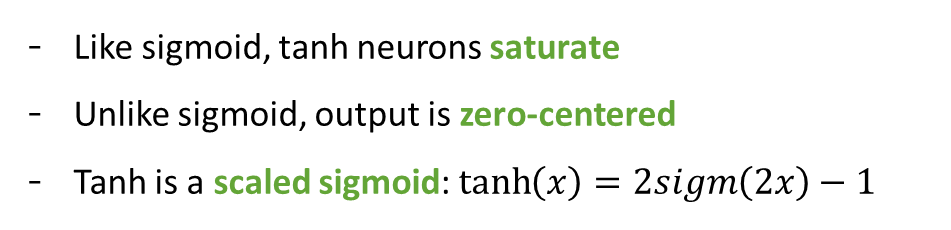 - Like sigmoid, tanh neurons saturate
- Unlike sigmoid, output is zero-centered
- Tanh is a scaled sigmoid: tanh(x) = 2sigm(2x) − 1